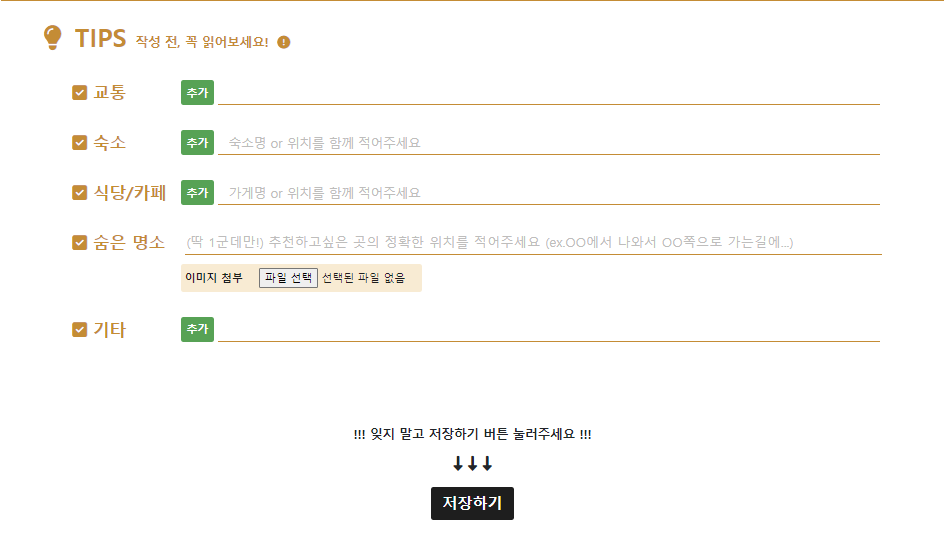 TIPS 작성 전, 꼭 읽어보세요!
교통 추가
숙소 추가 숙소명 or 위치를 함께 적어주세요
식당/카페 추가 가게명 or 위치를 함께 적어주세요
숨은 명소 (딱 1군데만!) 추천하고싶은 곳의 정확한 위치를 적어주세요 (ex.OO에서 나와서 OO쪽으로 가는길에...)
이미지 첨부 파일 선택 선택된 파일 없음
기타 추가
!!! 잊지 말고 저장하기 버튼 눌러주세요 !!!
저장하기